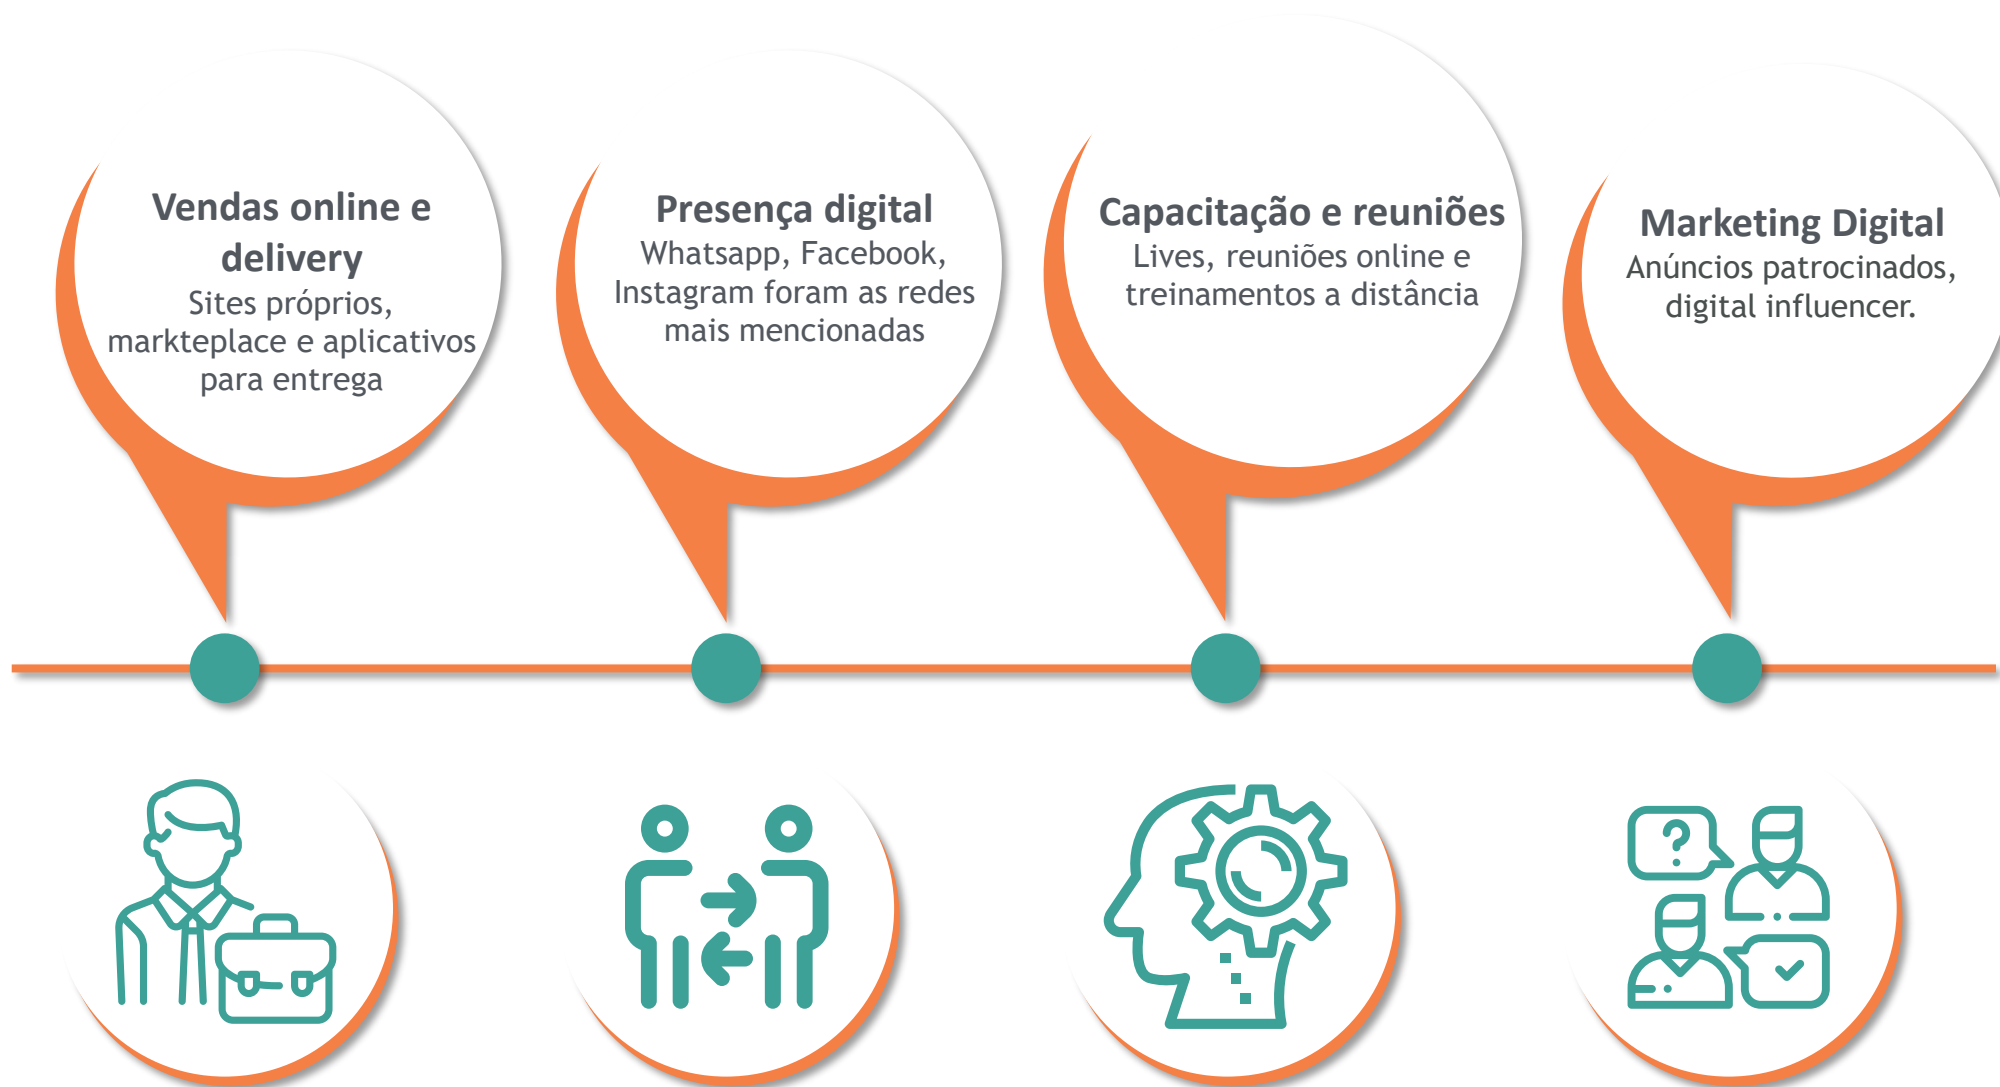 Vendas online e
delivery
Sites próprios,
markteplace e aplicativos
para entrega
Presença digital
Whatsapp, Facebook,
Instagram foram as redes
mais mencionadas
Capacitação e reuniões
Lives, reuniões online e
treinamentos a distância
Marketing Digital
Anúncios patrocinados,
digital influencer.
?